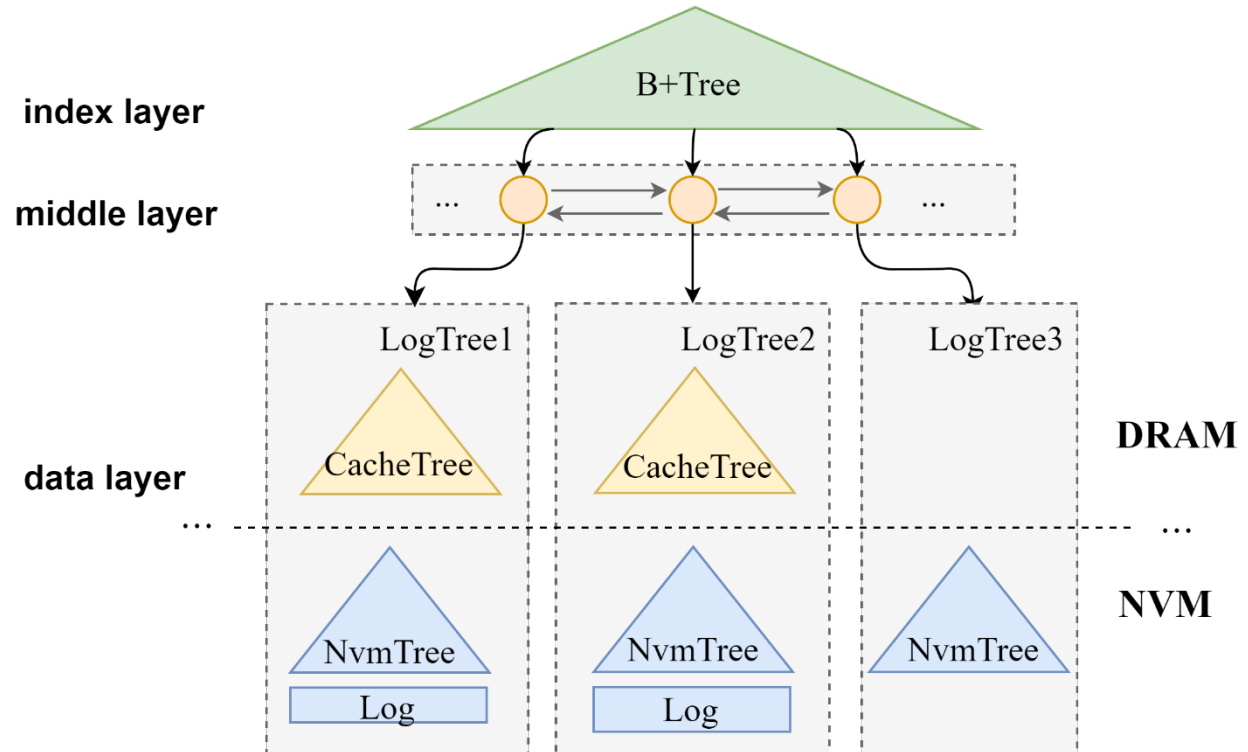 B+Tree
index layer
middle layer
...
...
LogTree1
LogTree2
LogTree3
CacheTree
CacheTree
DRAM
data layer
...
...
NvmTree
NvmTree
NvmTree
NVM
Log
Log